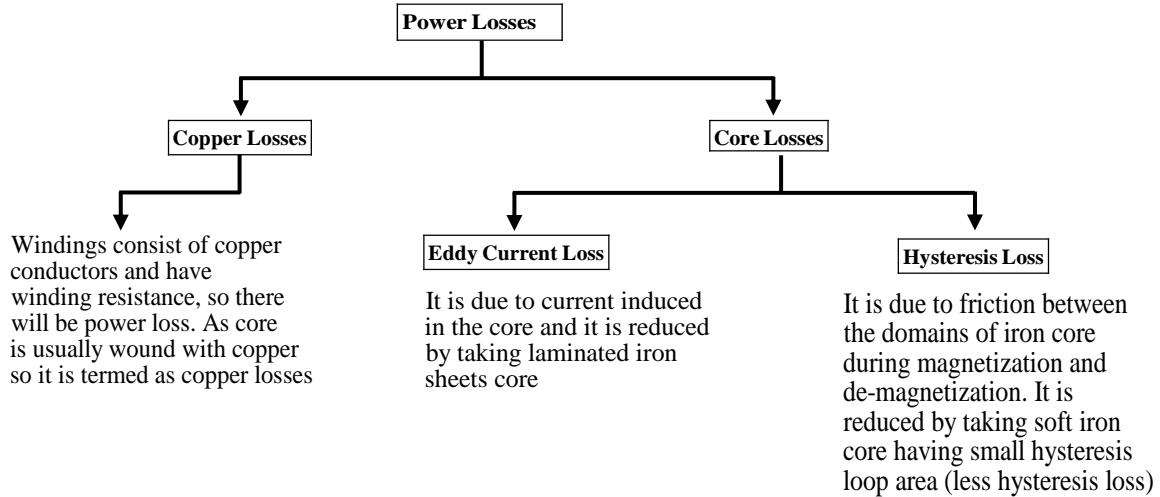 Power Losses
Copper Losses
Core Losses
Windings consist of copper
conductors and have
winding resistance, so there
will be power loss. As core
is usually wound with copper
so it is termed as copper losses
Eddy Current Loss
It is due to current induced
in the core and it is reduced
by taking laminated iron
sheets core
Hysteresis Loss
It is due to friction between
the domains of iron core
during magnetization and
de-magnetization. It is
reduced by taking soft iron
core having small hysteresis
loop area (less hysteresis loss)